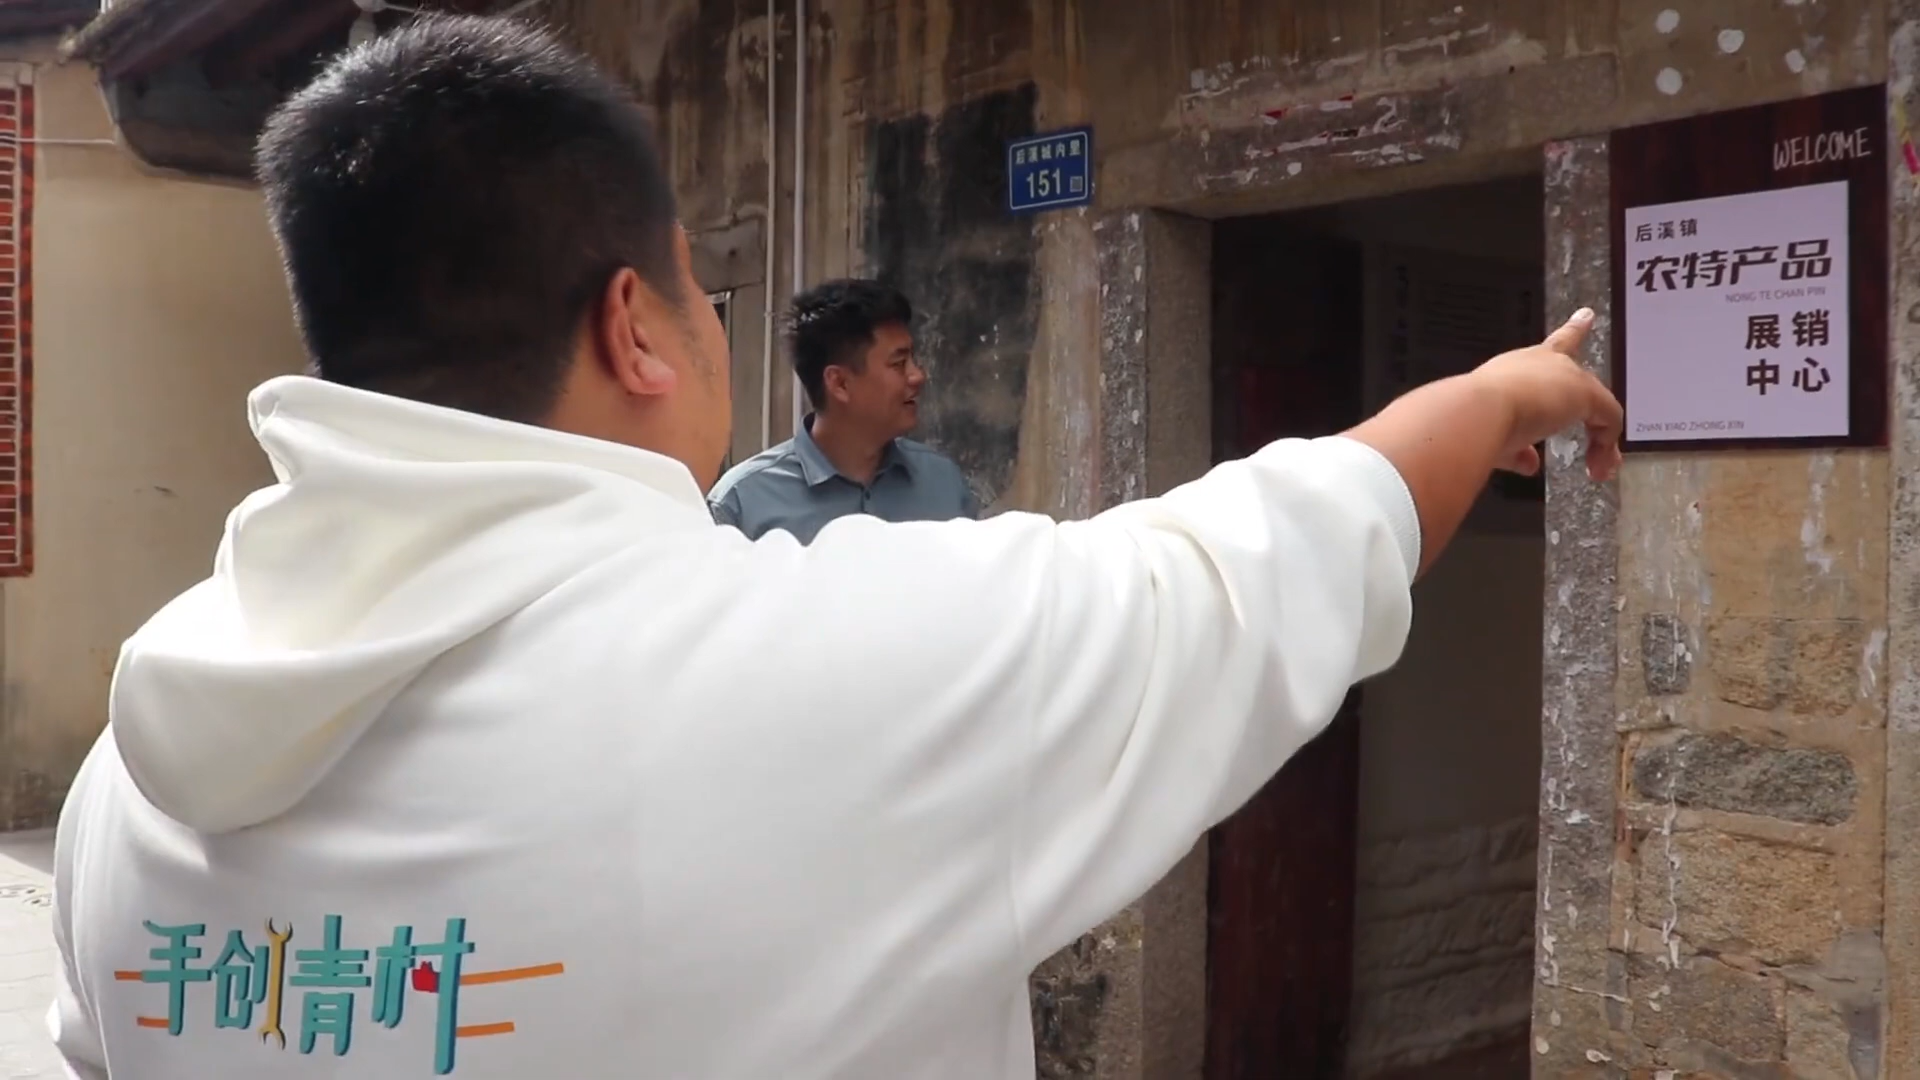 后溪城内里
151
WELCOME
后溪镇
农特产品
NONG TE CHAN PIN
展销
中心
ZHAN XIAO ZHONG XIN
手创青村